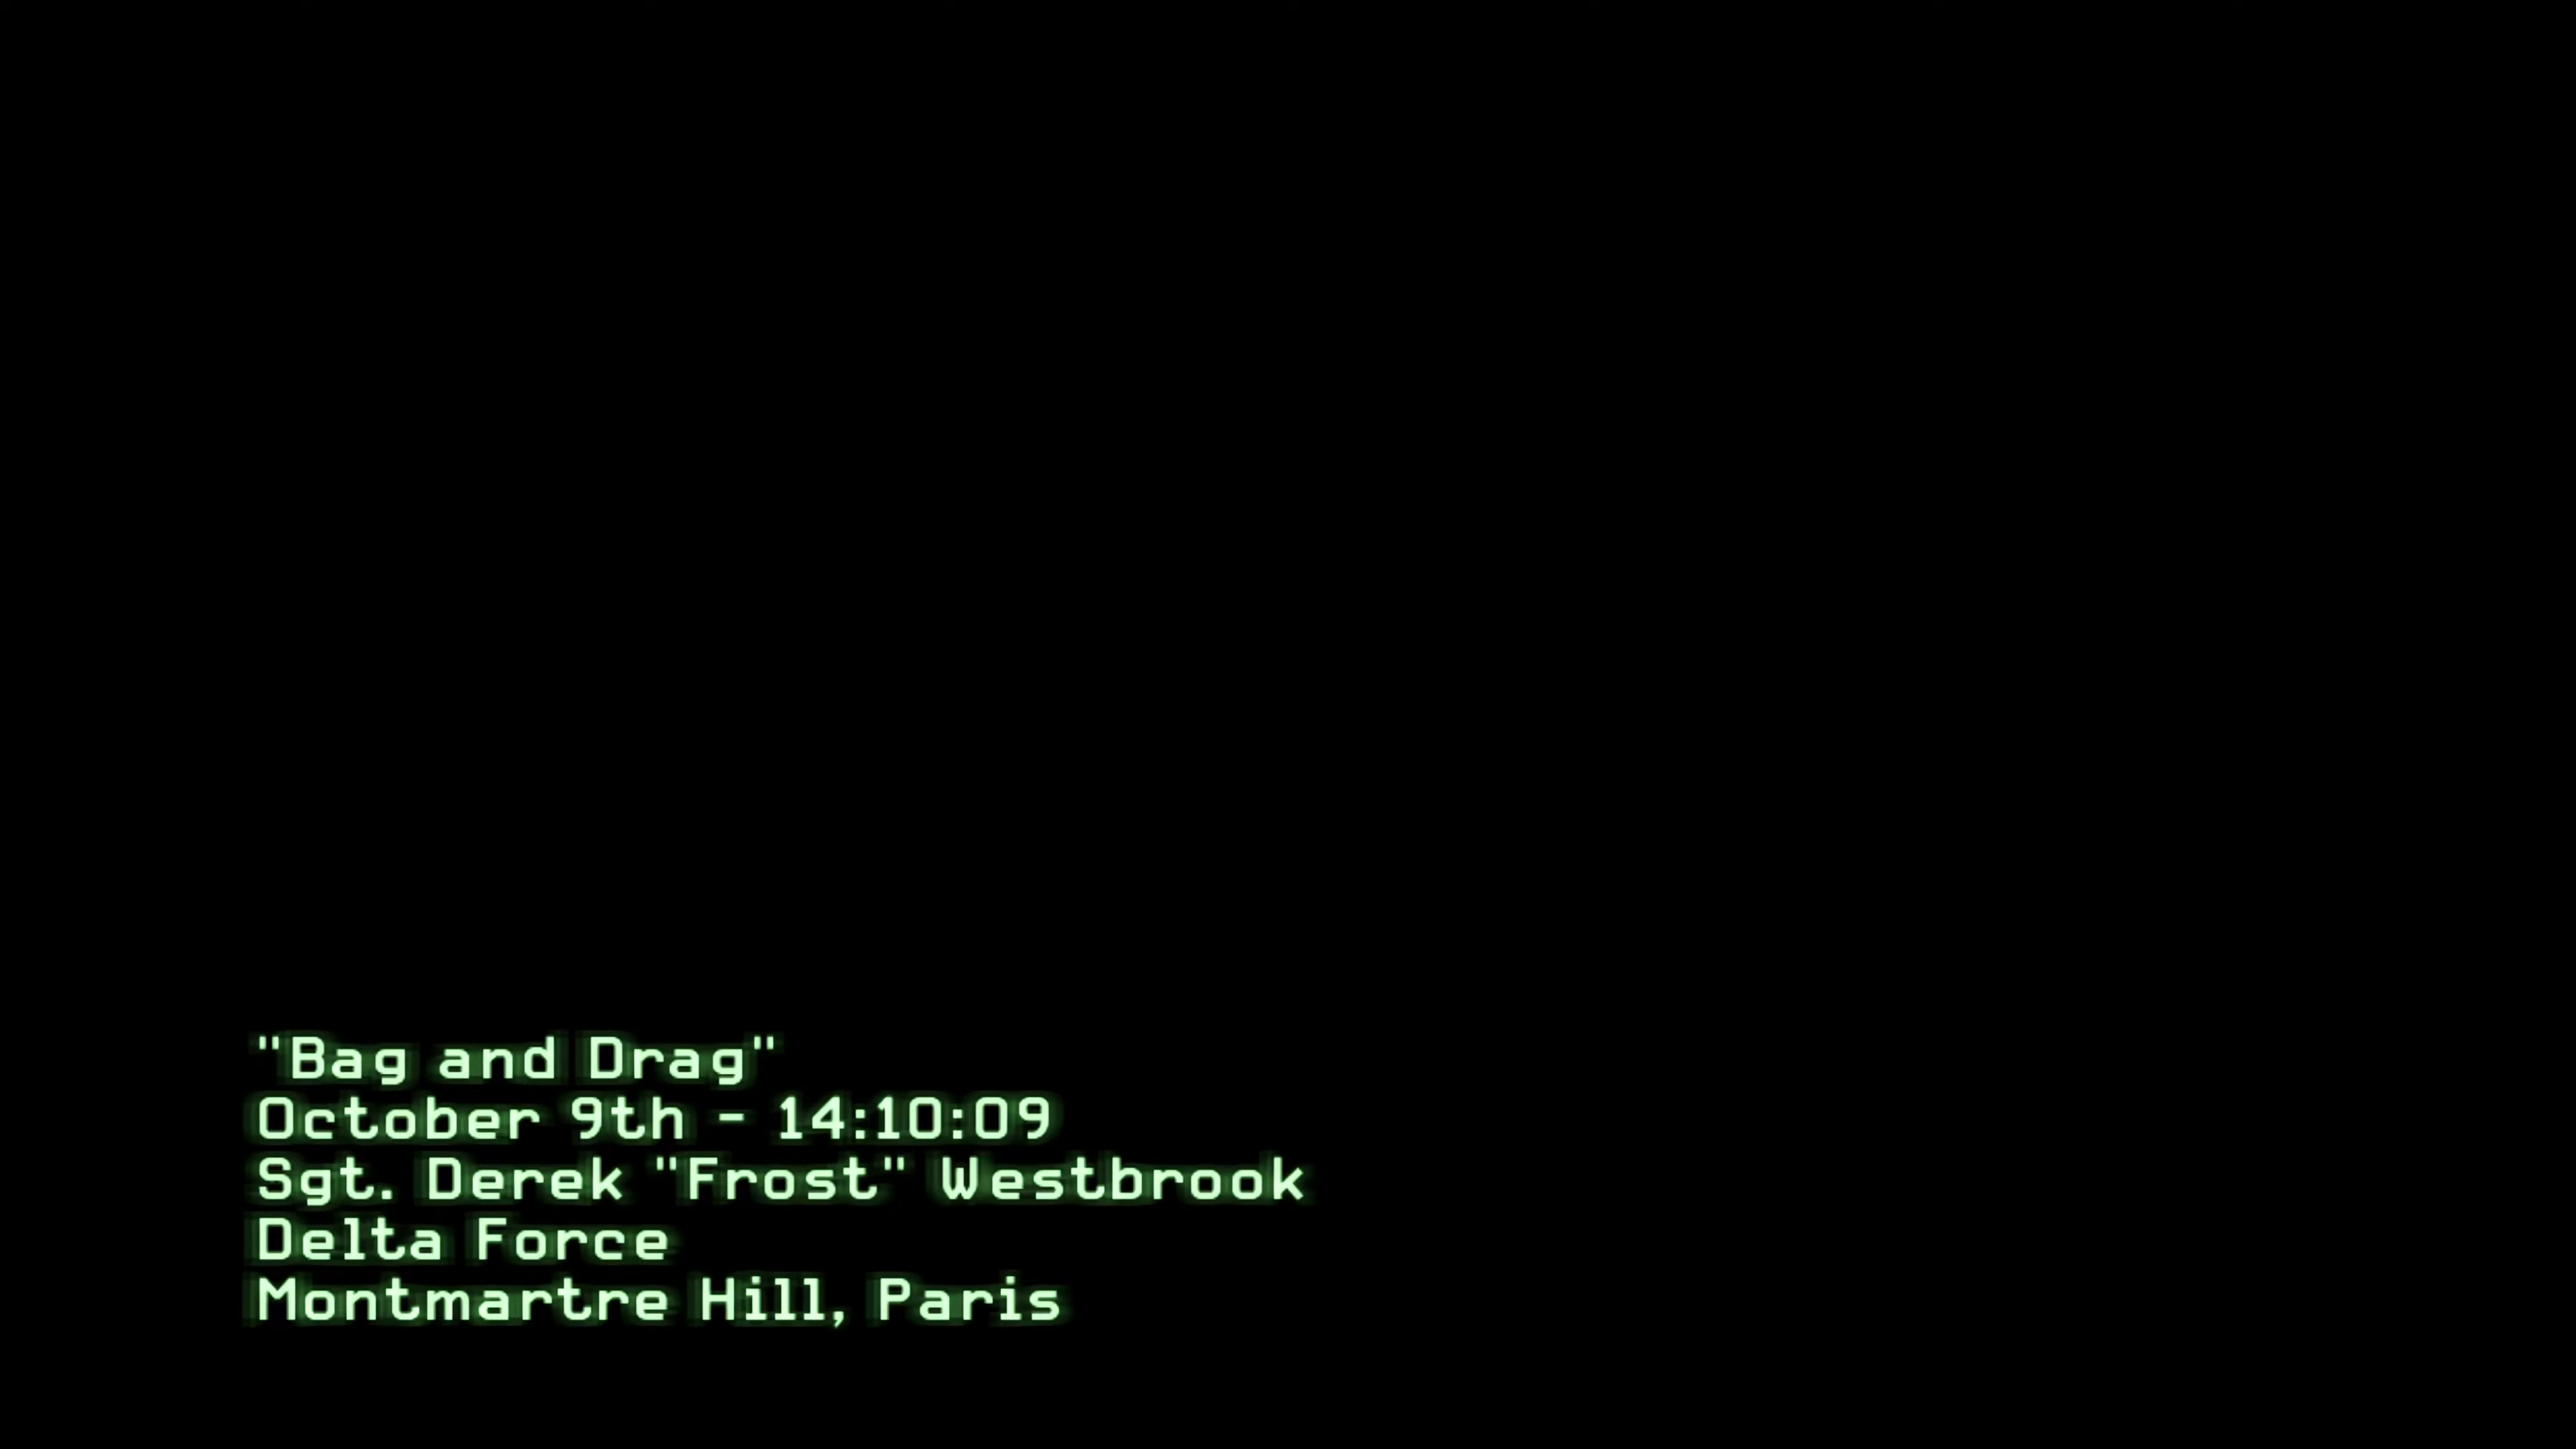 "Bag and Drag"
October 9th - 14:10:09
Sgt. Derek "Frost" Westbrook
Delta Force
Montmartre Hill, Paris